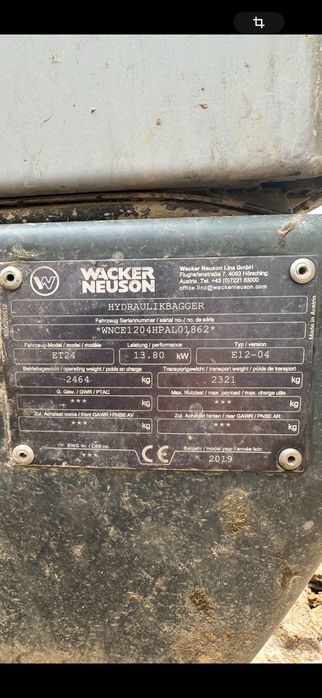 WACKER
NEUSON
Wacker Neuson Linz GmbH
Flughafenstraße 7, 4063 Hörsching
Austria, Tel. +43 (0)7221 63000
office.linz@wackerneuson.com
HYDRAULIKBAGGER
Fahrzeug Seriennummer / serial no. / no. de série
*WNCE1204HPAL01862*
Fahrzeug-Model / model / modèle
Leistung / performance
Typ / version
ET24
13.80 kW
E12-04
Betriebsgewicht / operating weight / poids en charge
Transportgewicht / transport weight / poids de transport
2464 kg
2321 kg
G. Gew. / GWR / PTAC
Max. Nutzlast / max. payload / max. charge utile
*** kg
*** kg
Zul. Achslast vorne / front GAWR / PNBE AV
Zul. Achslast hinten / rear GAWR / PNBE AR
*** kg
*** kg
EWG Nr. / CEE no.
***
CE
Baujahr / model year / année fabr.
2019
Made in Austria